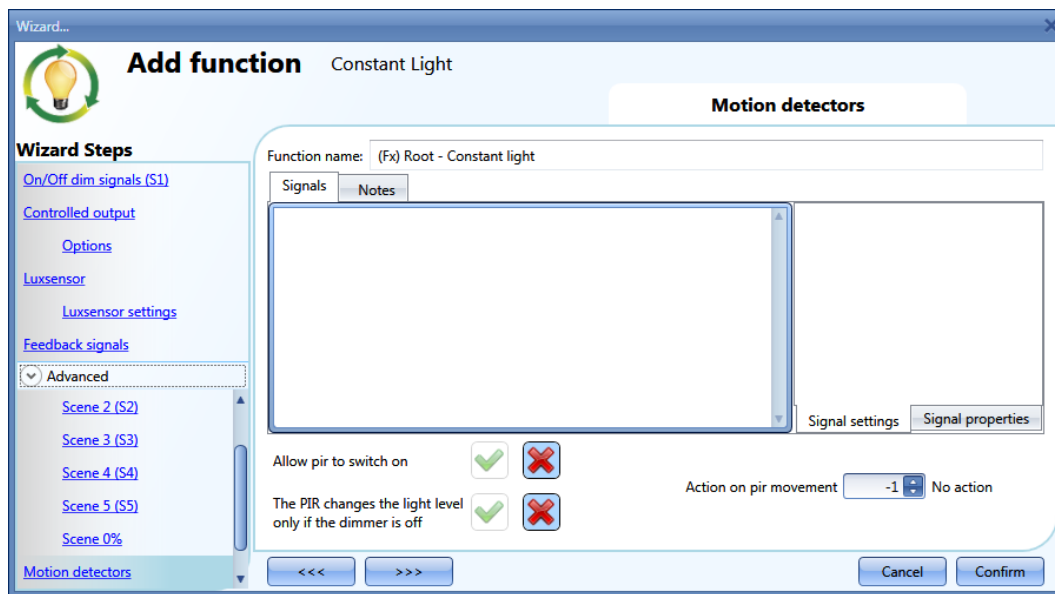 Wizard...
Add function Constant Light
Motion detectors
Wizard Steps
On/Off dim signals (S1)
Controlled output
Options
Luxsensor
Luxsensor settings
Feedback signals
Advanced
Scene 2 (S2)
Scene 3 (S3)
Scene 4 (S4)
Scene 5 (S5)
Scene 0%
Motion detectors
Function name: (Fx) Root - Constant light
Signals Notes
Signal settings Signal properties
Allow pir to switch on
The PIR changes the light level
only if the dimmer is off
Action on pir movement -1 No action
<<< >>> Cancel Confirm